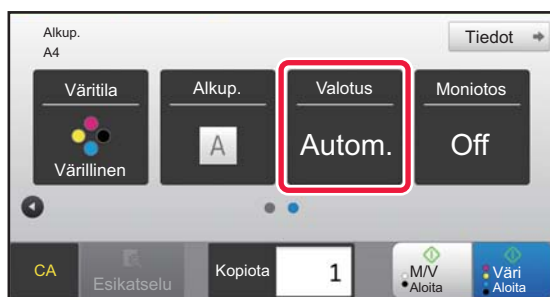 Alkup.
A4
Tiedot
Väritila
Värillinen
Alkup.
A
Valotus
Autom.
Moniotos
Off
CA
Esikatselu
Kopiota
1
M/V
Aloita
Väri
Aloita